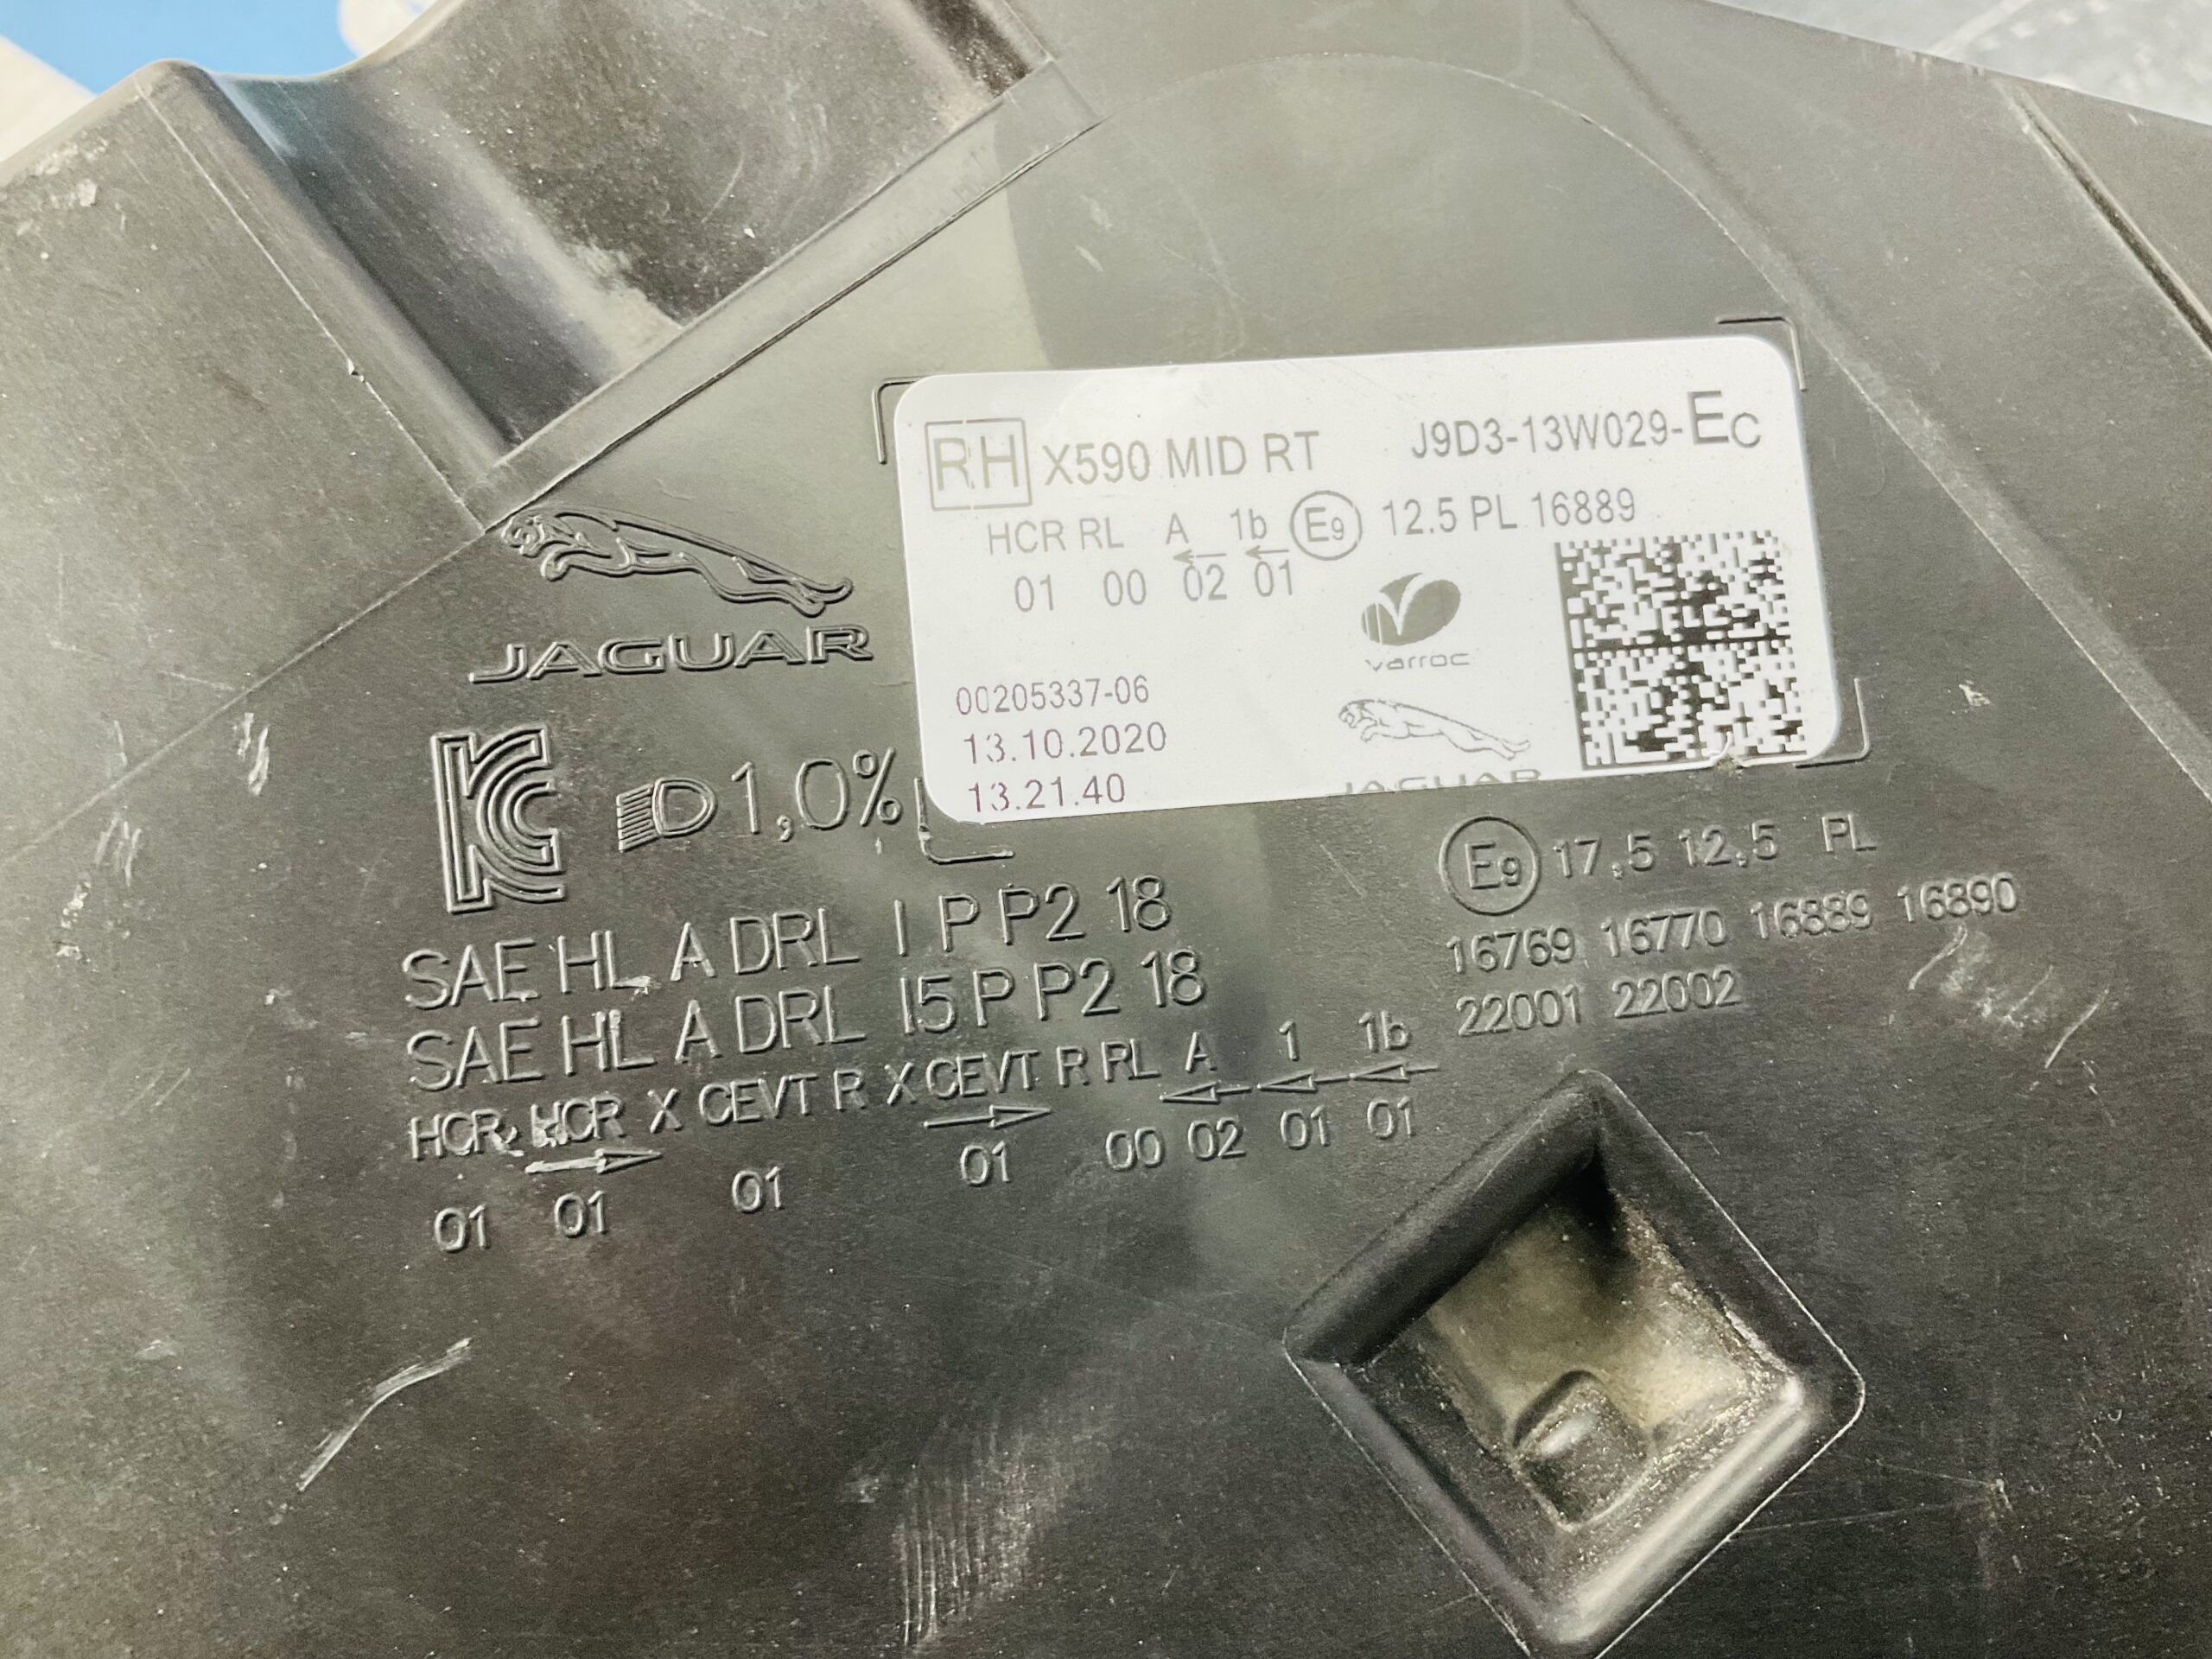 RH X590 MID RT J9D3-13W029-EC
HCR RL A 1b E9 12.5 PL 16889
01 00 02 01
varroc
00205337-06
13.10.2020
13.21.40
JAGUAR
JAGUAR
KC 1,0%
E9 17,5 12,5 PL
16769 16770 16889 16890
22001 22002
SAE HL A DRL I P P2 18
SAE HL A DRL I5 P P2 18
HCR HCR X CEVT R X CEVT R RL A 1 1b
01 01 01 01 00 02 01 01